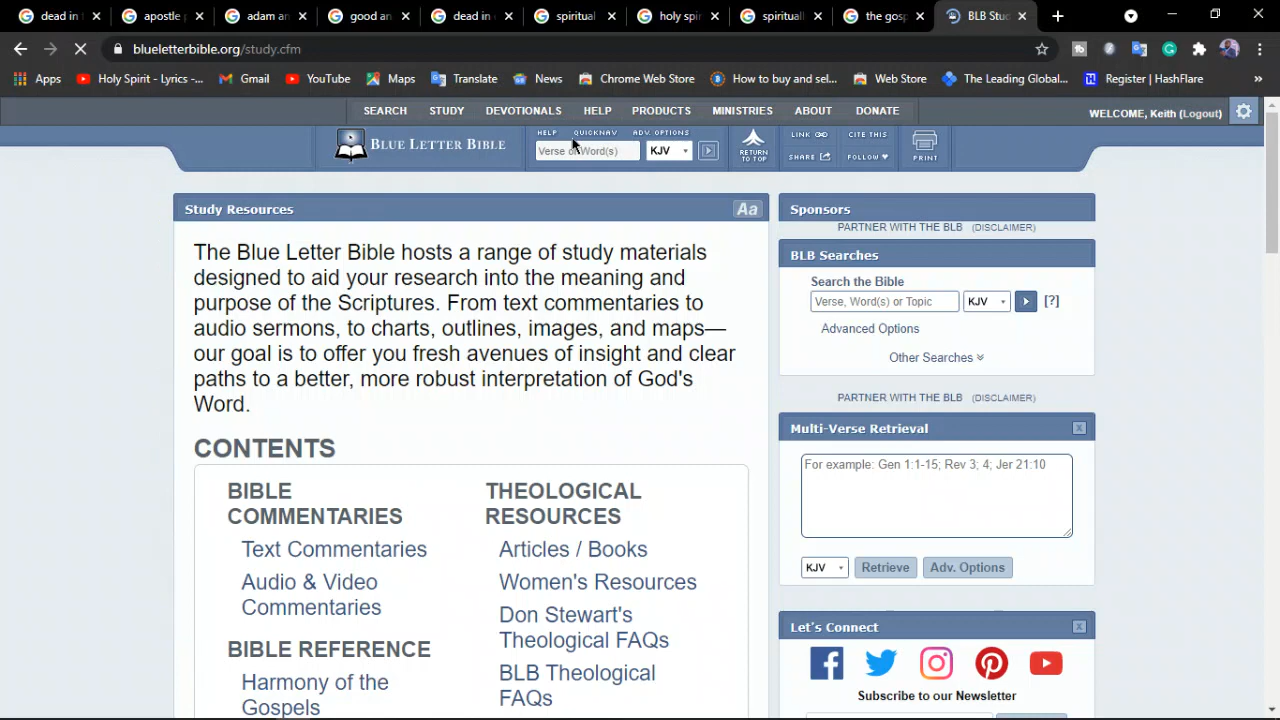 dead in
apostle p
adam an
good an
dead in
spiritual
holy spi
spirituall
the gosp
BLB Stu
blueletterbible.org/study.cfm
Apps
Holy Spirit - Lyrics -...
Gmail
YouTube
Maps
Translate
News
Chrome Web Store
How to buy and sel...
Web Store
The Leading Global...
Register | HashFlare
»
SEARCH STUDY DEVOTIONALS HELP PRODUCTS MINISTRIES ABOUT DONATE
WELCOME, Keith (Logout)
BLUE LETTER BIBLE
HELP QUICKNAV ADV. OPTIONS
Verse or Word(s) KJV
RETURN
TO TOP
LINK
CITE THIS
SHARE
FOLLOW
PRINT
Study Resources
Aa
The Blue Letter Bible hosts a range of study materials
designed to aid your research into the meaning and
purpose of the Scriptures. From text commentaries to
audio sermons, to charts, outlines, images, and maps—
our goal is to offer you fresh avenues of insight and clear
paths to a better, more robust interpretation of God's
Word.
CONTENTS
BIBLE
COMMENTARIES
Text Commentaries
Audio & Video
Commentaries
BIBLE REFERENCE
Harmony of the
Gospels
THEOLOGICAL
RESOURCES
Articles / Books
Women's Resources
Don Stewart's
Theological FAQs
BLB Theological
FAQs
Sponsors
PARTNER WITH THE BLB (DISCLAIMER)
BLB Searches
Search the Bible
Verse, Word(s) or Topic KJV [?]
Advanced Options
Other Searches
PARTNER WITH THE BLB (DISCLAIMER)
Multi-Verse Retrieval
x
For example: Gen 1:1-15; Rev 3; 4; Jer 21:10
KJV Retrieve Adv. Options
Let's Connect
x
Subscribe to our Newsletter